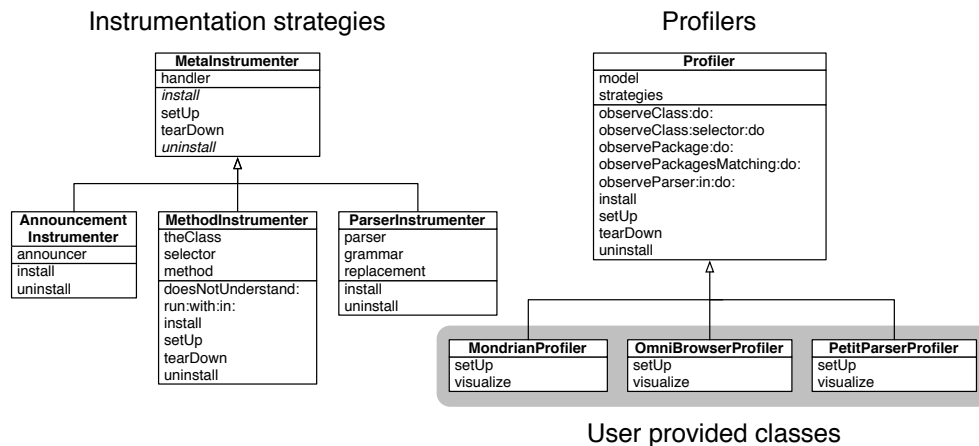 Instrumentation strategies
Profilers
MetaInstrumenter
handler
install
setUp
tearDown
uninstall
Announcement
Instrumenter
announcer
install
uninstall
MethodInstrumenter
theClass
selector
method
doesNotUnderstand:
run:with:in:
install
setUp
tearDown
uninstall
ParserInstrumenter
parser
grammar
replacement
install
uninstall
Profiler
model
strategies
observeClass:do:
observeClass:selector:do
observePackage:do:
observePackagesMatching:do:
observeParser:in:do:
install
setUp
tearDown
uninstall
MondrianProfiler
setUp
visualize
OmniBrowserProfiler
setUp
visualize
PetitParserProfiler
setUp
visualize
User provided classes